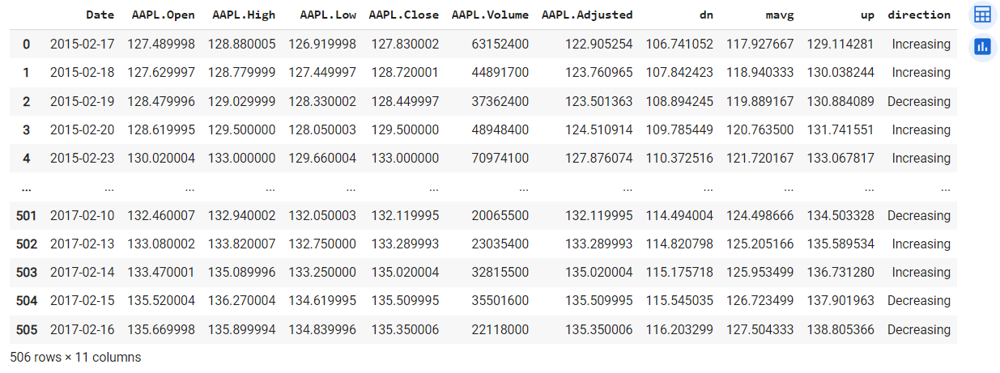 Date AAPL.Open AAPL.High AAPL.Low AAPL.Close AAPL.Volume AAPL.Adjusted dn mavg up direction
0 2015-02-17 127.489998 128.880005 126.919998 127.830002 63152400 122.905254 106.741052 117.927667 129.114281 Increasing
1 2015-02-18 127.629997 128.779999 127.449997 128.720001 44891700 123.760965 107.842423 118.940333 130.038244 Increasing
2 2015-02-19 128.479996 129.029999 128.330002 128.449997 37362400 123.501363 108.894245 119.889167 130.884089 Decreasing
3 2015-02-20 128.619995 129.500000 128.050003 129.500000 48948400 124.510914 109.785449 120.763500 131.741551 Increasing
4 2015-02-23 130.020004 133.000000 129.660004 133.000000 70974100 127.876074 110.372516 121.720167 133.067817 Increasing
... ... ... ... ... ... ... ... ... ... ... ...
501 2017-02-10 132.460007 132.940002 132.050003 132.119995 20065500 132.119995 114.494004 124.498666 134.503328 Decreasing
502 2017-02-13 133.080002 133.820007 132.750000 133.289993 23035400 133.289993 114.820798 125.205166 135.589534 Increasing
503 2017-02-14 133.470001 135.089996 133.250000 135.020004 32815500 135.020004 115.175718 125.953499 136.731280 Increasing
504 2017-02-15 135.520004 136.270004 134.619995 135.509995 35501600 135.509995 115.545035 126.723499 137.901963 Decreasing
505 2017-02-16 135.669998 135.899994 134.839996 135.350006 22118000 135.350006 116.203299 127.504333 138.805366 Decreasing
506 rows × 11 columns